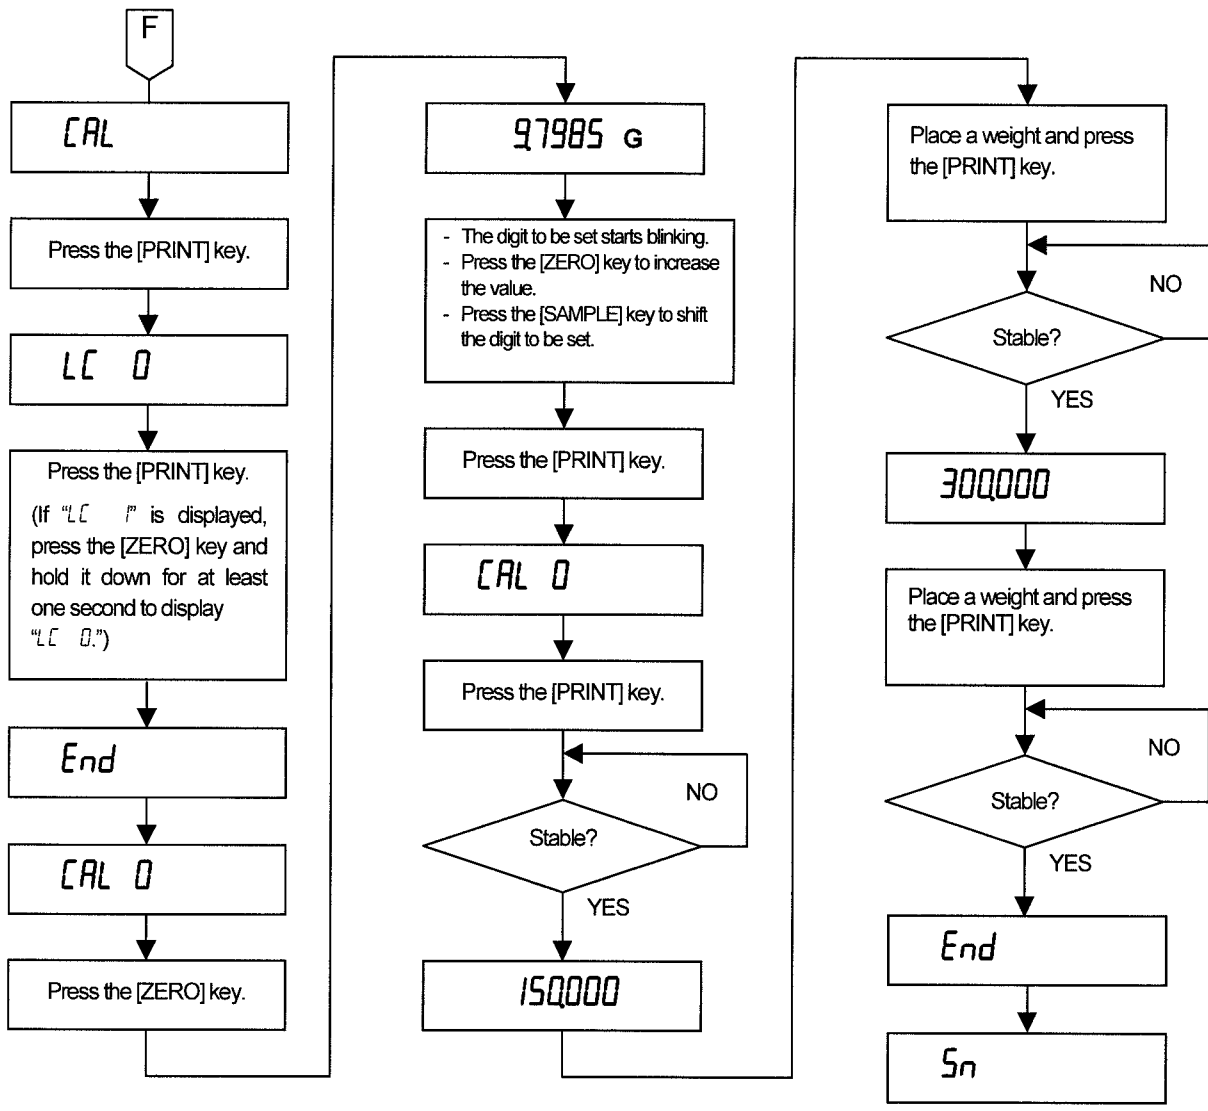 F
CAL
Press the [PRINT] key.
LC 0
Press the [PRINT] key.
(If “LC 1” is displayed,
press the [ZERO] key and
hold it down for at least
one second to display
“LC 0.”)
End
CAL 0
Press the [ZERO] key.
9.7985 G
- The digit to be set starts blinking.
- Press the [ZERO] key to increase
the value.
- Press the [SAMPLE] key to shift
the digit to be set.
Press the [PRINT] key.
CAL 0
Press the [PRINT] key.
Stable?
NO
YES
150.000
Place a weight and press
the [PRINT] key.
Stable?
NO
YES
300.000
Place a weight and press
the [PRINT] key.
Stable?
NO
YES
End
Sn